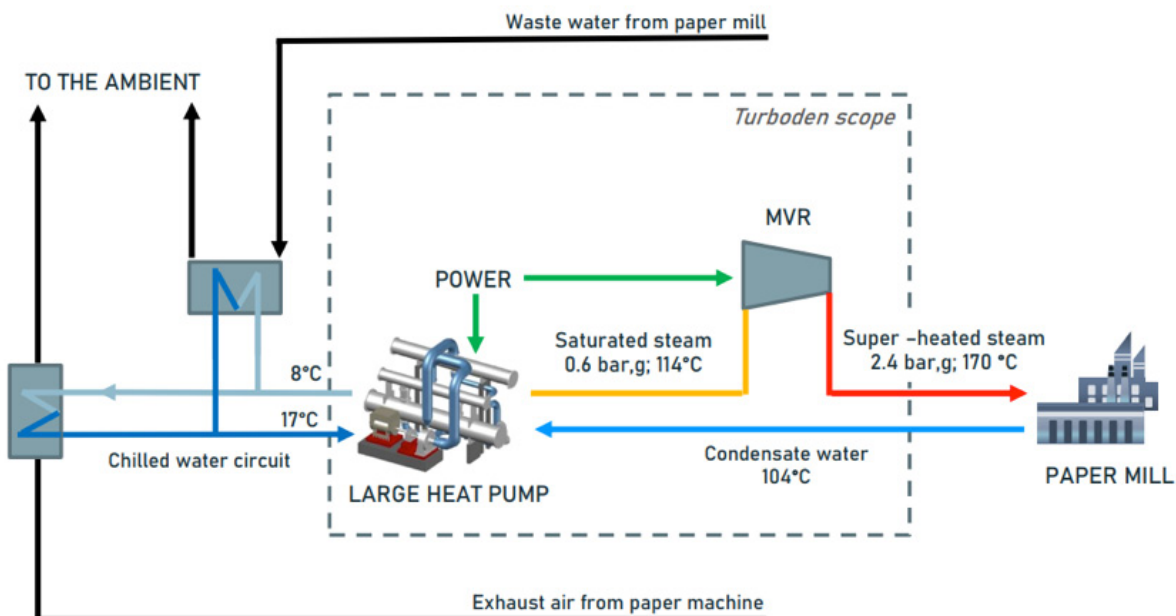 Waste water from paper mill
TO THE AMBIENT
Turboden scope
MVR
POWER
Saturated steam
0.6 bar,g; 114°C
Super –heated steam
2.4 bar,g; 170 °C
8°C
17°C
Chilled water circuit
Condensate water
104°C
LARGE HEAT PUMP
PAPER MILL
Exhaust air from paper machine